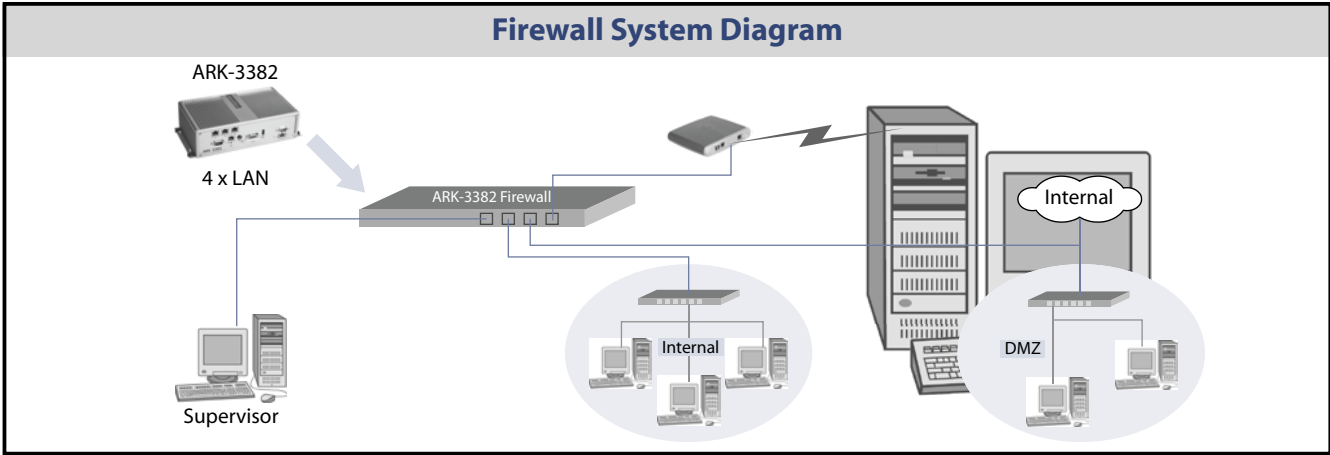 Firewall System Diagram
ARK-3382
4 x LAN
ARK-3382 Firewall
Internal
Internal
DMZ
Supervisor